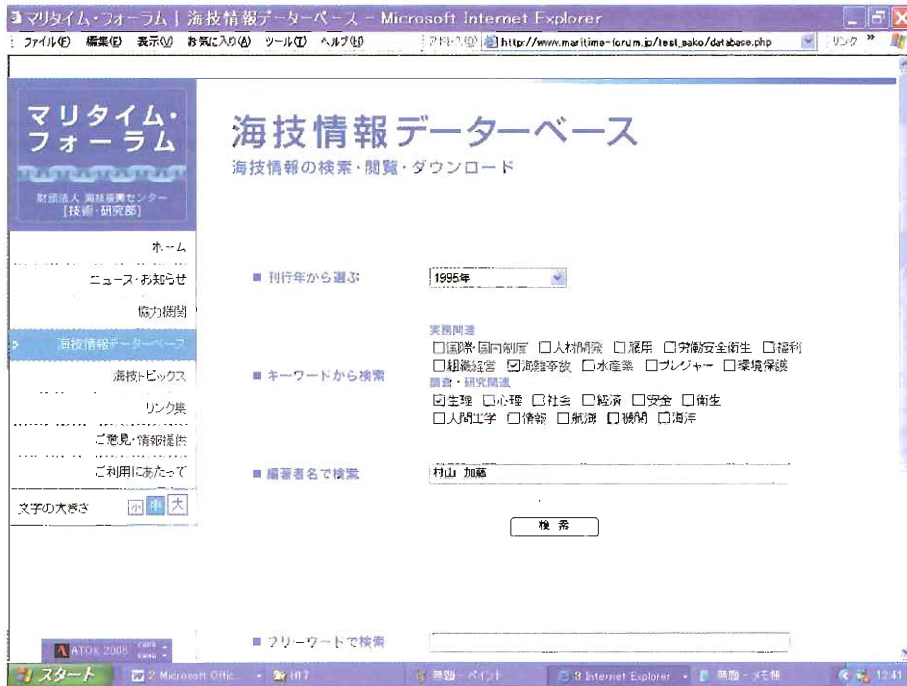 マリタイム・フォーラム | 海技情報データーベース - Microsoft Internet Explorer
ファイル(F) 編集(E) 表示(V) お気に入り(A) ツール(T) ヘルプ(H)
アドレス(D) http://www.maritime-forum.jp/test_sako/database.php リンク
マリタイム・
フォーラム
財団法人 海技振興センター
[技術・研究部]
ホーム
ニュース・お知らせ
協力機関
海技情報データーベース
海技トピックス
リンク集
ご意見・情報提供
ご利用にあたって
文字の大きさ 小 中 大
海技情報データーベース
海技情報の検索・閲覧・ダウンロード
■ 刊行年から選ぶ 1995年
■ キーワードから検索
実務関連
国際・国内制度 人材開発 雇用 労働安全衛生 福利
組織経営 海難事故 水産業 プレジャー 環境保護
調査・研究関連
生理 心理 社会 経済 安全 衛生
人間工学 情報 航海 機関 海洋
■ 編著者名で検索 村山 加藤
検索
■ フリーワードで検索
ATOK 2005
スタート 2 Microsoft Offic... H17 無題 - ペイント 3 Internet Explorer 無題 - メモ帳 12:41